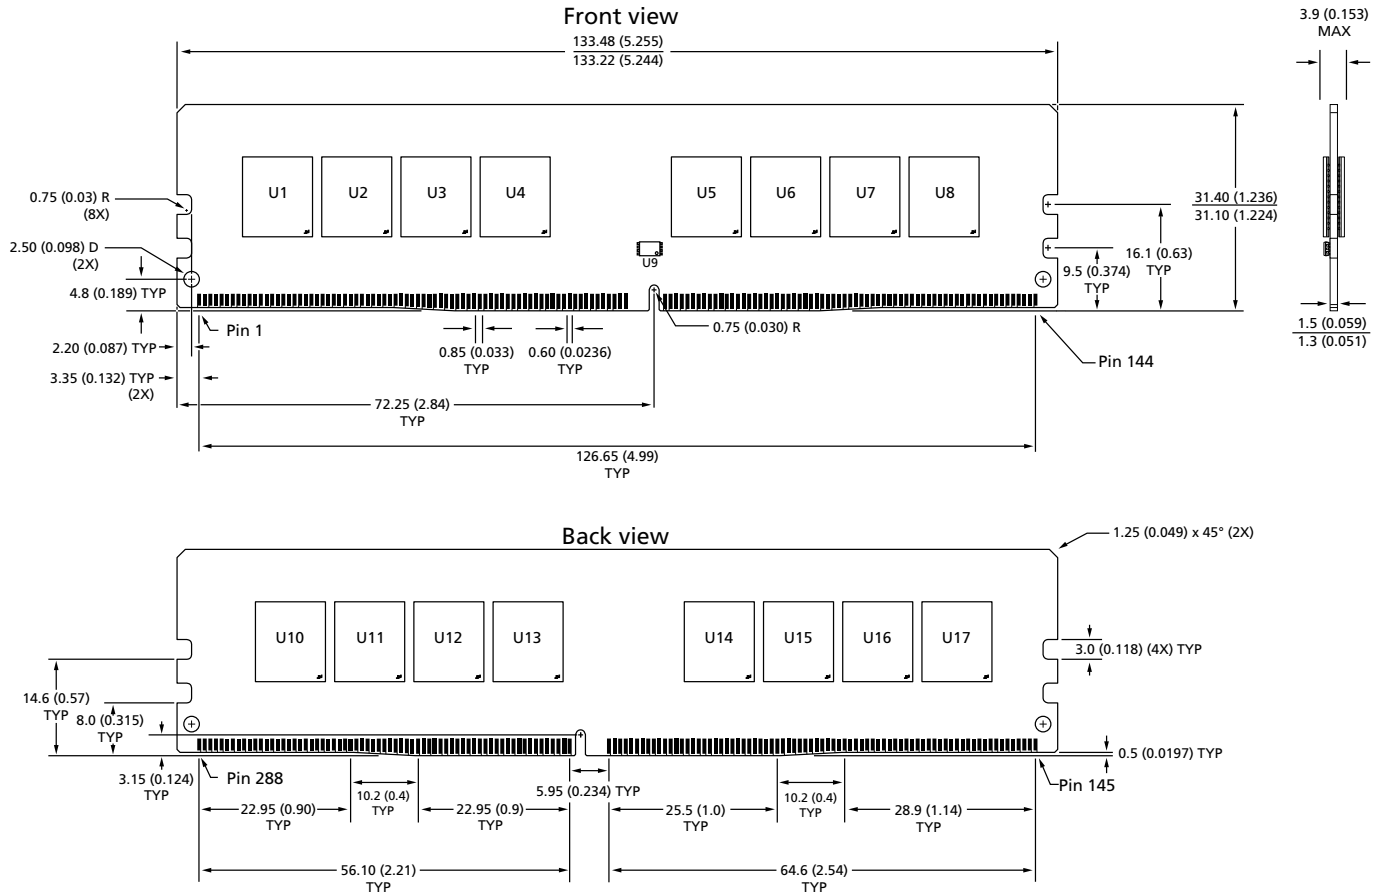 Front view
133.48 (5.255)
133.22 (5.244)
3.9 (0.153)
MAX
U1
U2
U3
U4
U5
U6
U7
U8
U9
0.75 (0.03) R
(8X)
2.50 (0.098) D
(2X)
4.8 (0.189) TYP
31.40 (1.236)
31.10 (1.224)
16.1 (0.63)
TYP
9.5 (0.374)
TYP
1.5 (0.059)
1.3 (0.051)
Pin 1
0.75 (0.030) R
2.20 (0.087) TYP
0.85 (0.033)
TYP
0.60 (0.0236)
TYP
Pin 144
3.35 (0.132) TYP
(2X)
72.25 (2.84)
TYP
126.65 (4.99)
TYP
Back view
1.25 (0.049) x 45° (2X)
U10
U11
U12
U13
U14
U15
U16
U17
3.0 (0.118) (4X) TYP
14.6 (0.57)
TYP
8.0 (0.315)
TYP
0.5 (0.0197) TYP
3.15 (0.124)
TYP
Pin 288
Pin 145
5.95 (0.234) TYP
22.95 (0.90)
TYP
10.2 (0.4)
TYP
22.95 (0.9)
TYP
25.5 (1.0)
TYP
10.2 (0.4)
TYP
28.9 (1.14)
TYP
56.10 (2.21)
TYP
64.6 (2.54)
TYP